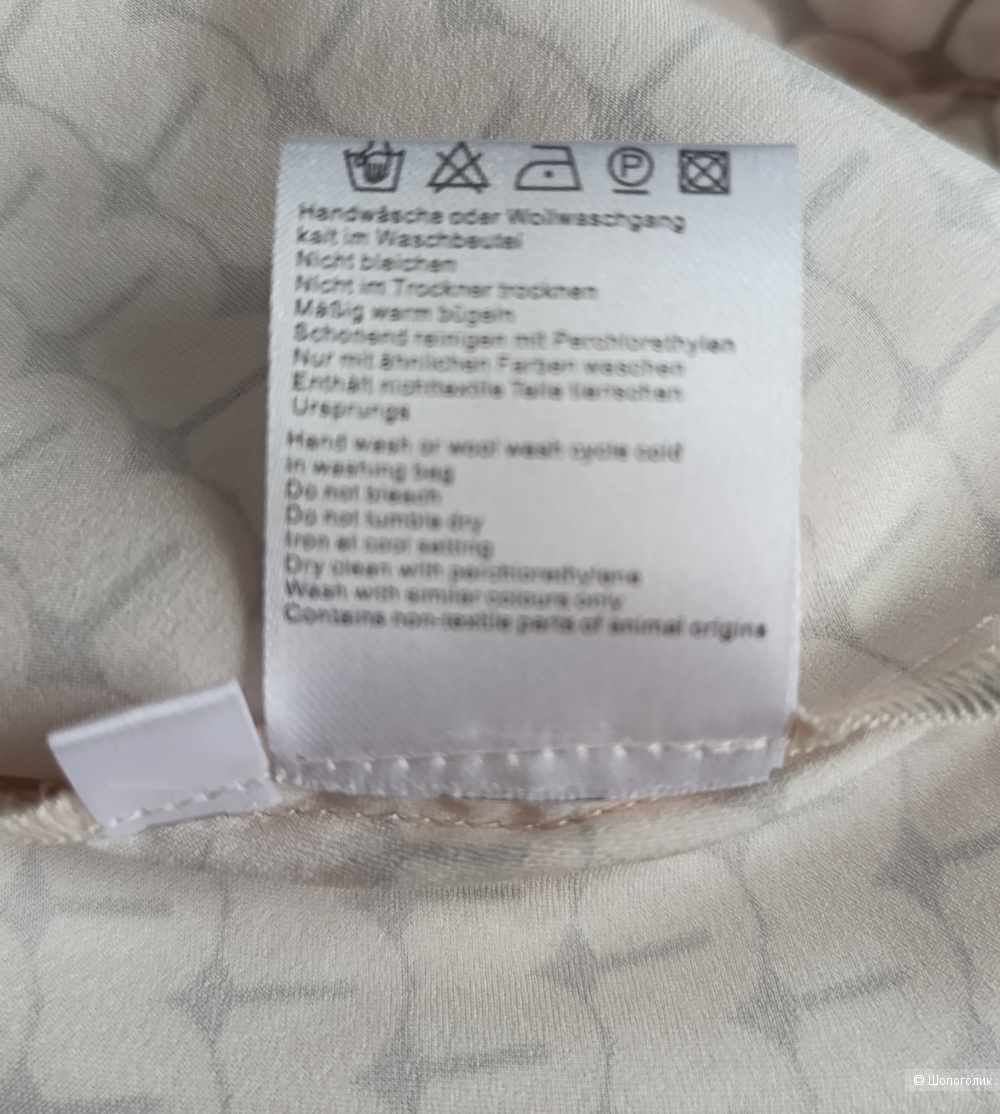 P
Handwäsche oder Wollwaschgang
kalt im Waschbeutel
Nicht bleichen
Nicht im Trockner trocknen
Mäßig warm bügeln
Schonend reinigen mit Perchlorethylen
Nur mit ähnlichen Farben waschen
Enthält nichttextile Teile tierischen
Ursprungs
Hand wash or wool wash cycle cold
in washing bag
Do not bleach
Do not tumble dry
Iron at cool setting
Dry clean with perchlorethylene
Wash with similar colours only
Contains non-textile parts of animal origine
© Шопоголик